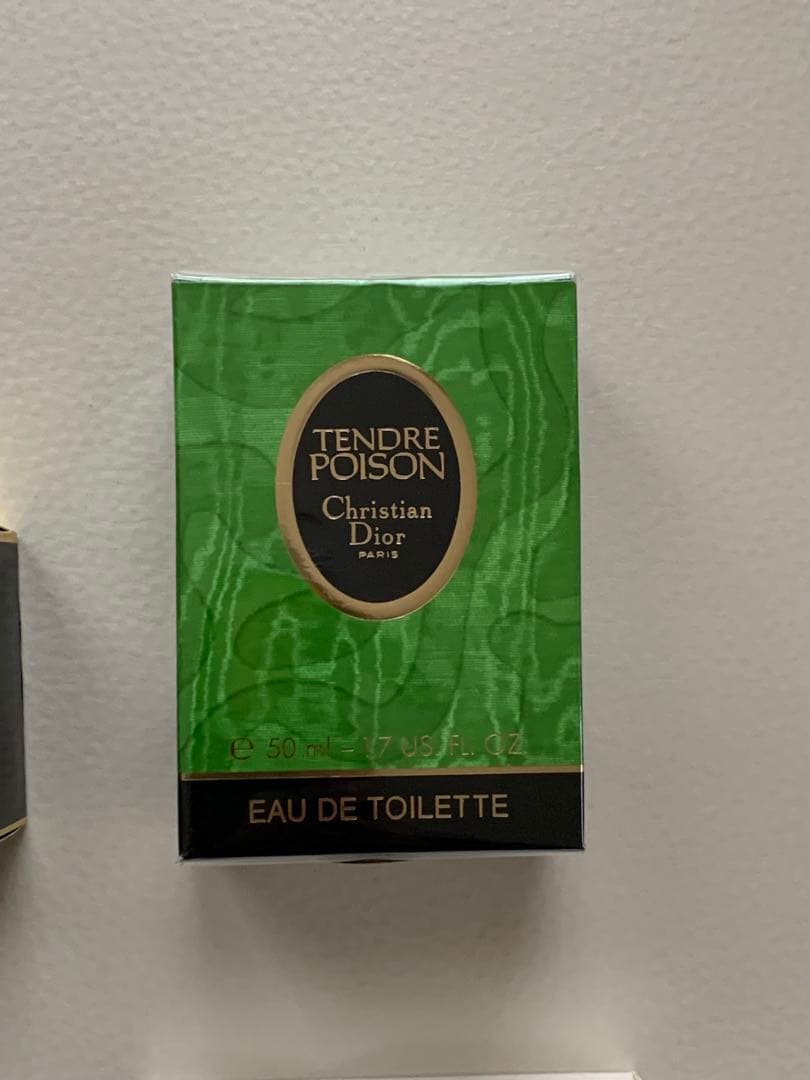 TENDRE
POISON
Christian
Dior
PARIS
℮ 50 ml – 1.7 US. FL. OZ.
EAU DE TOILETTE